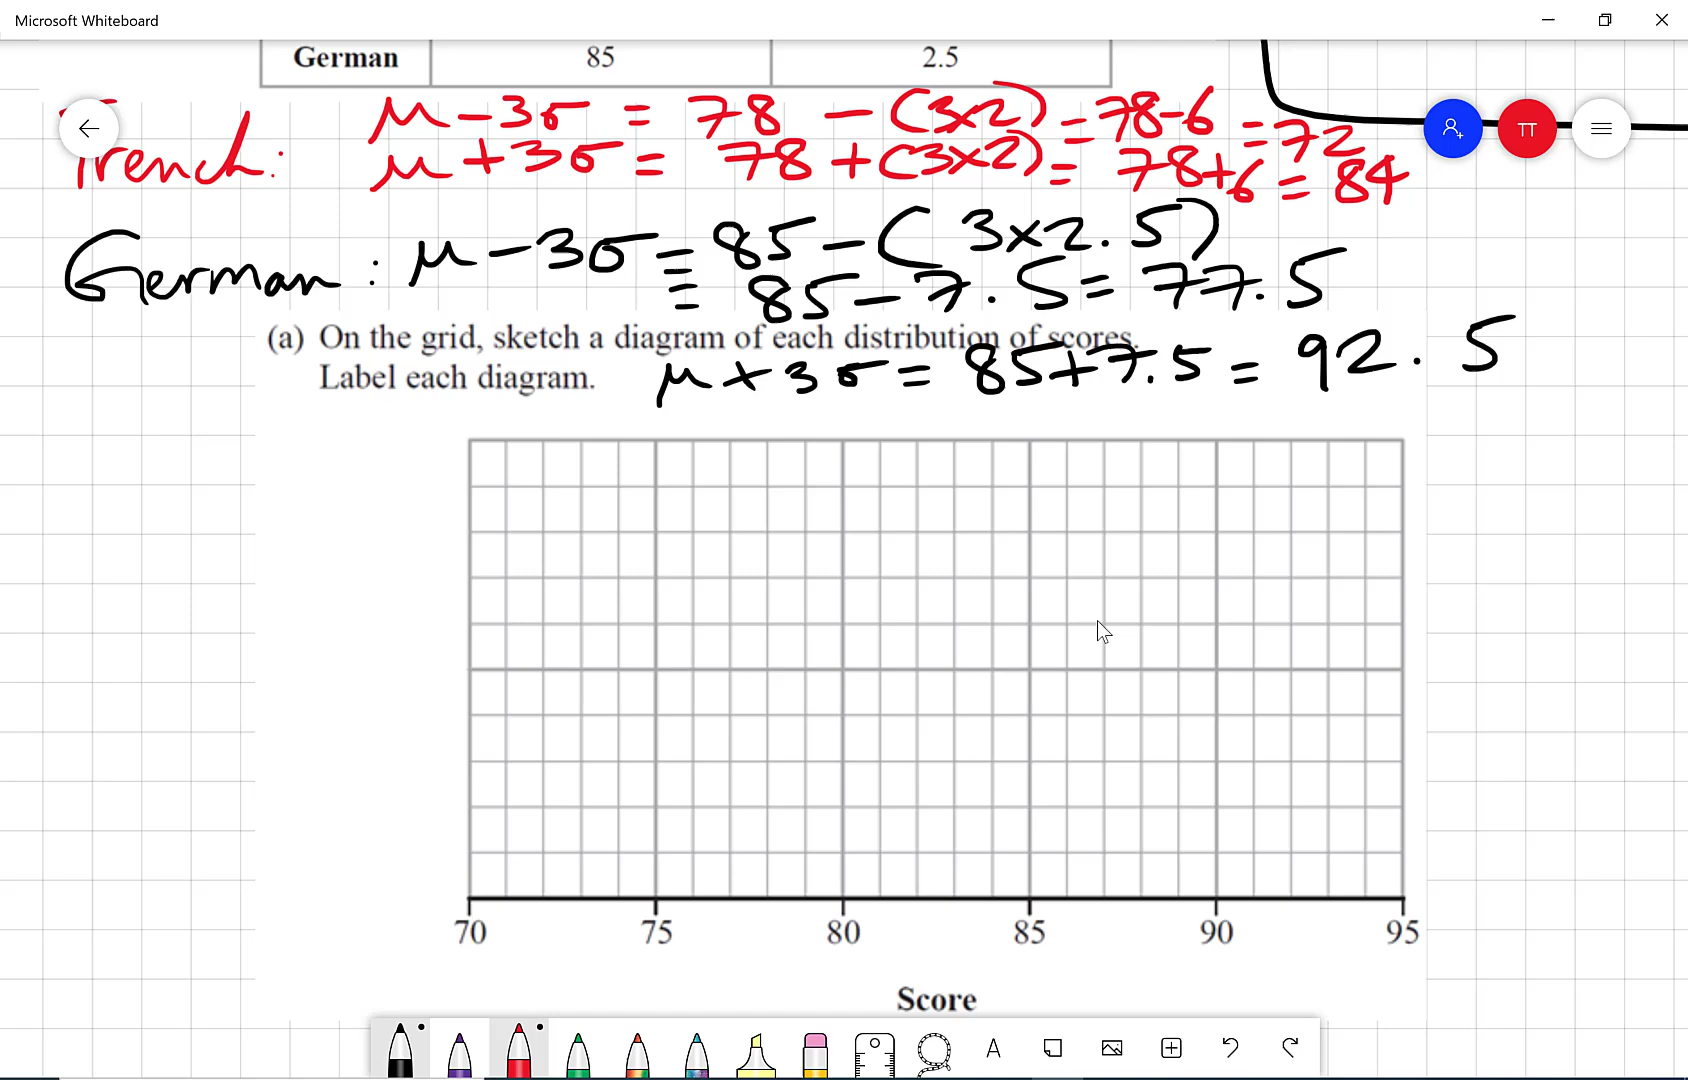 Microsoft Whiteboard
German 85 2.5
μ - 3σ = 78 - (3×2) = 78-6 = 72
French: μ + 3σ = 78 + (3×2) = 78+6 = 84
German: μ - 3σ = 85 - (3×2.5)
= 85 - 7.5 = 77.5
(a) On the grid, sketch a diagram of each distribution of scores.
Label each diagram.
μ + 3σ = 85+7.5 = 92.5
70 75 80 85 90 95
Score
TT
A